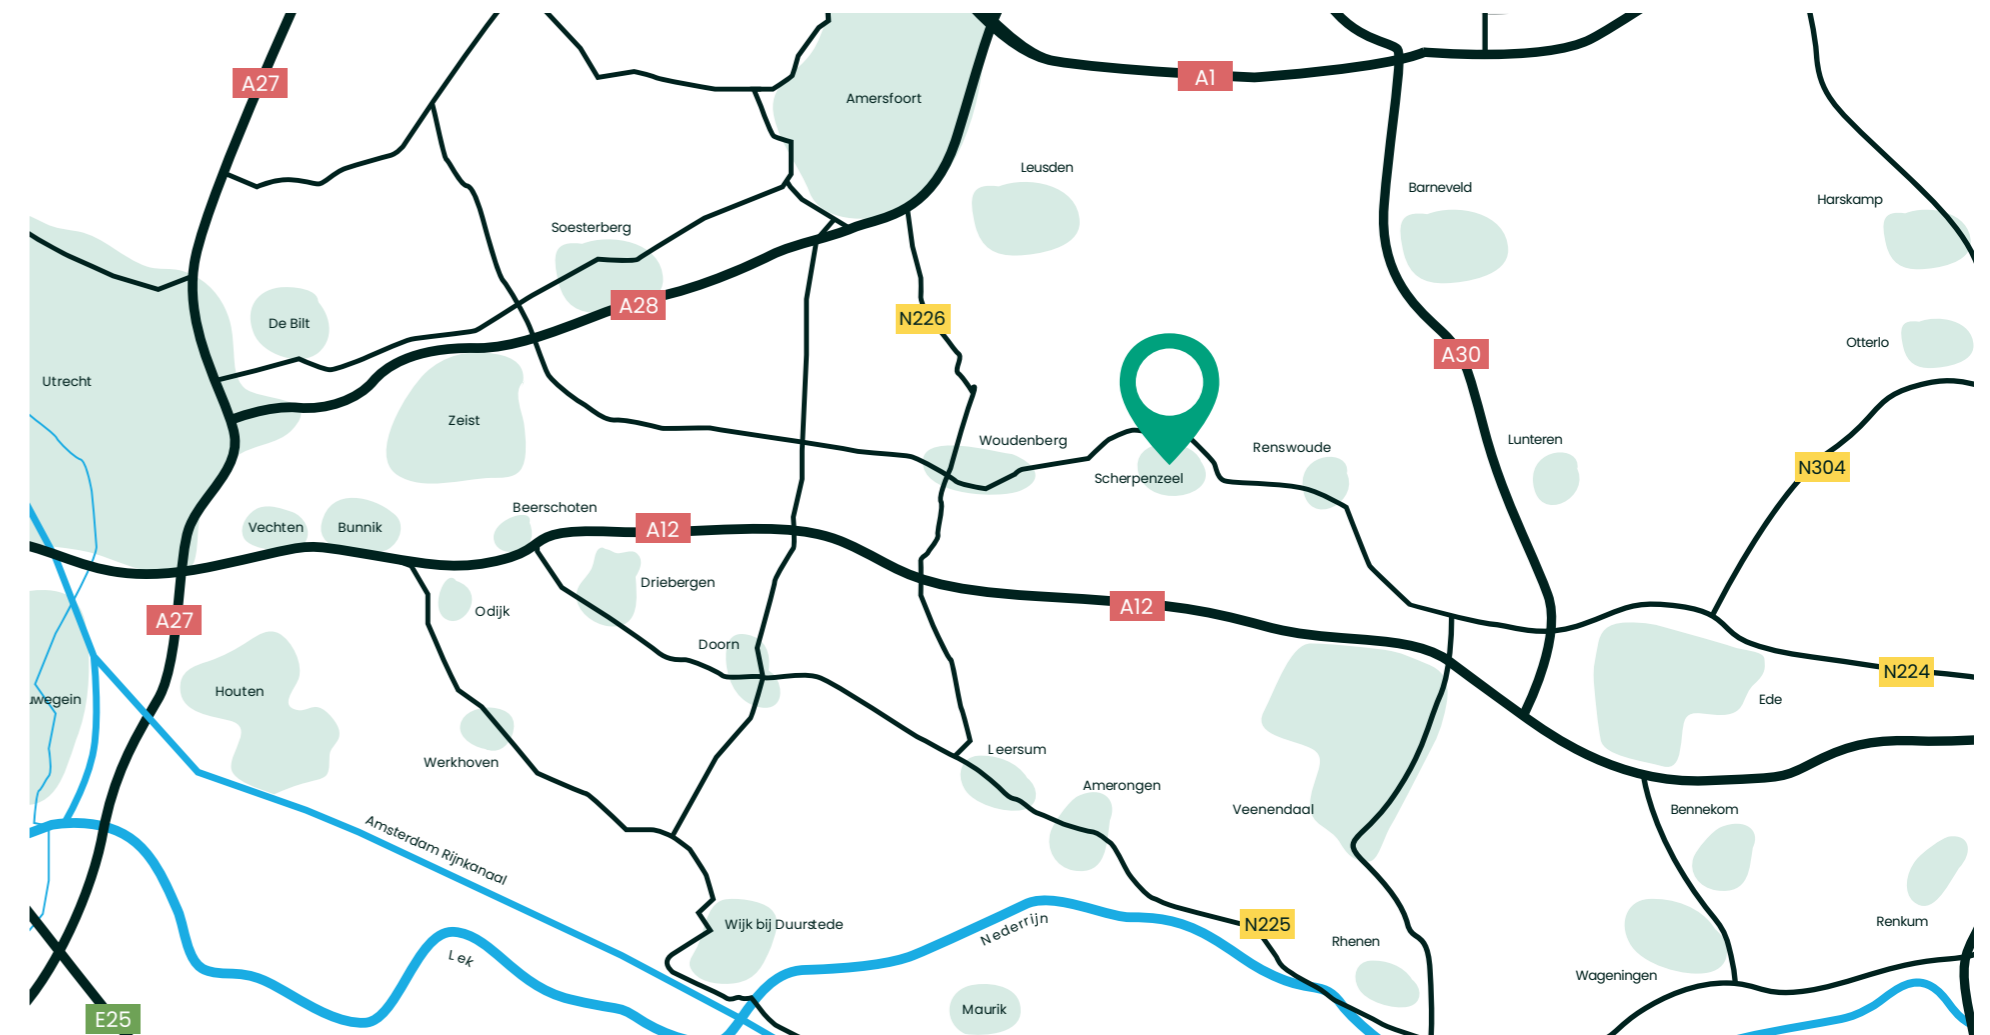 A27
A1
Amersfoort
Leusden
Barneveld
Harskamp
Soesterberg
A28
N226
De Bilt
Otterlo
A30
Utrecht
Zeist
Woudenberg
Scherpenzeel
Renswoude
Lunteren
N304
Beerschoten
Vechten
Bunnik
A12
Driebergen
Odijk
A12
A27
Doorn
N224
Houten
uwegein
Ede
Werkhoven
Leersum
Amerongen
Veenendaal
Bennekom
Amsterdam Rijnkanaal
Wijk bij Duurstede
Nederrijn
N225
Rhenen
Renkum
Lek
Wageningen
Maurik
E25